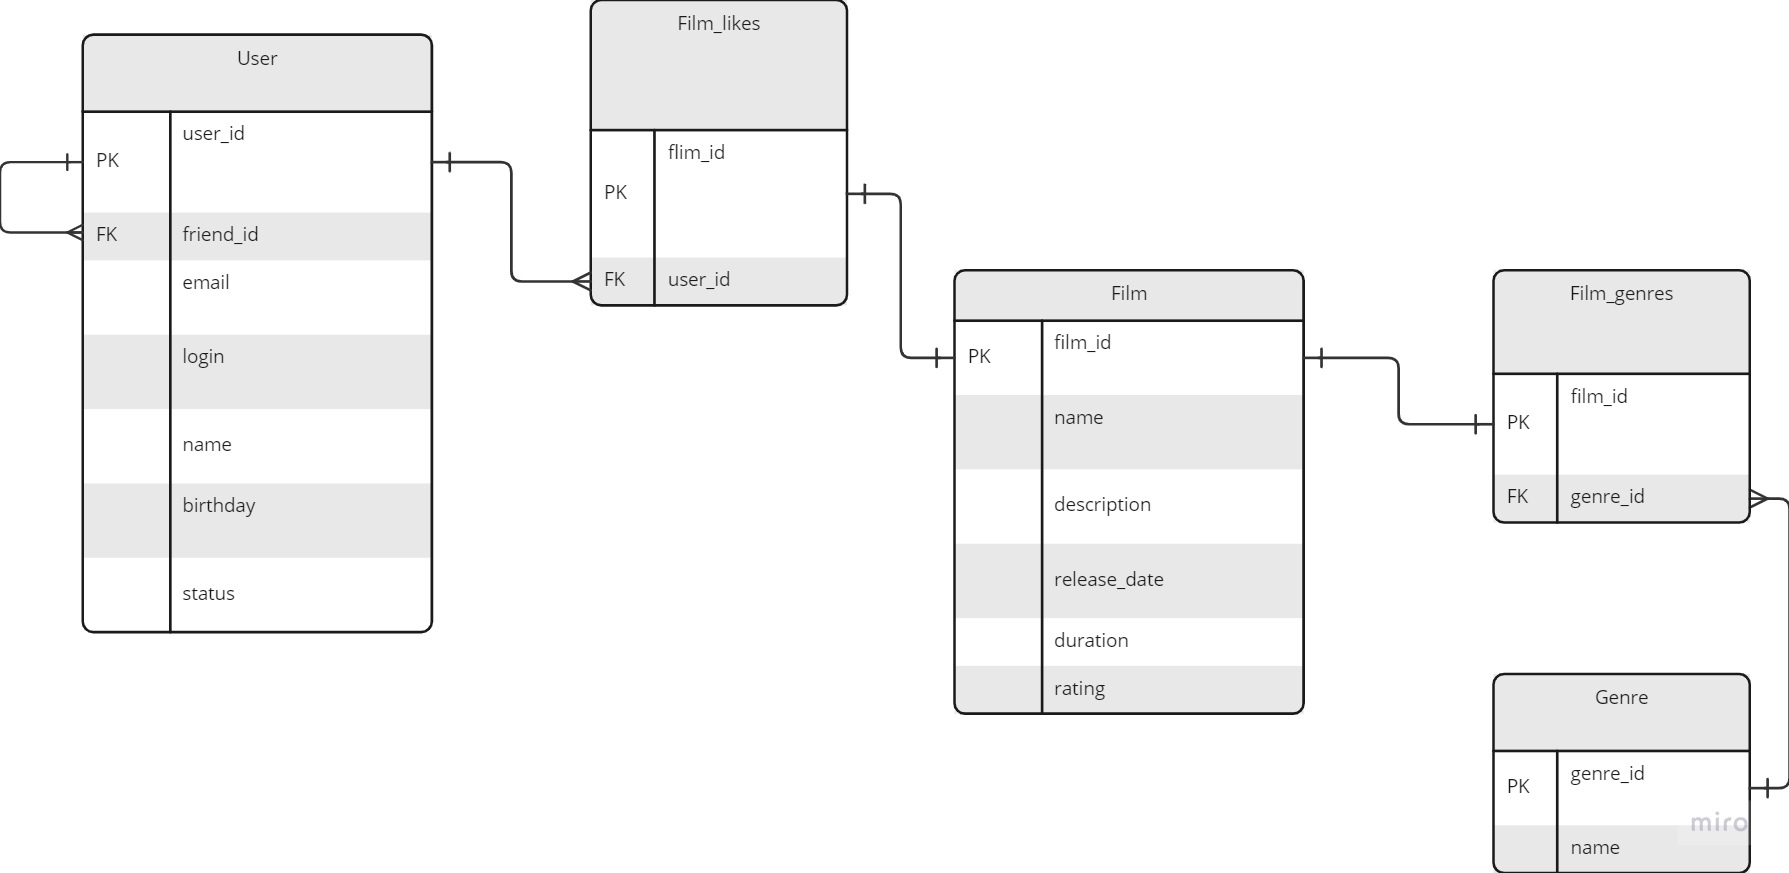 User
PK user_id
FK friend_id
email
login
name
birthday
status
Film_likes
PK flim_id
FK user_id
Film
PK film_id
name
description
release_date
duration
rating
Film_genres
PK film_id
FK genre_id
Genre
PK genre_id
name
miro